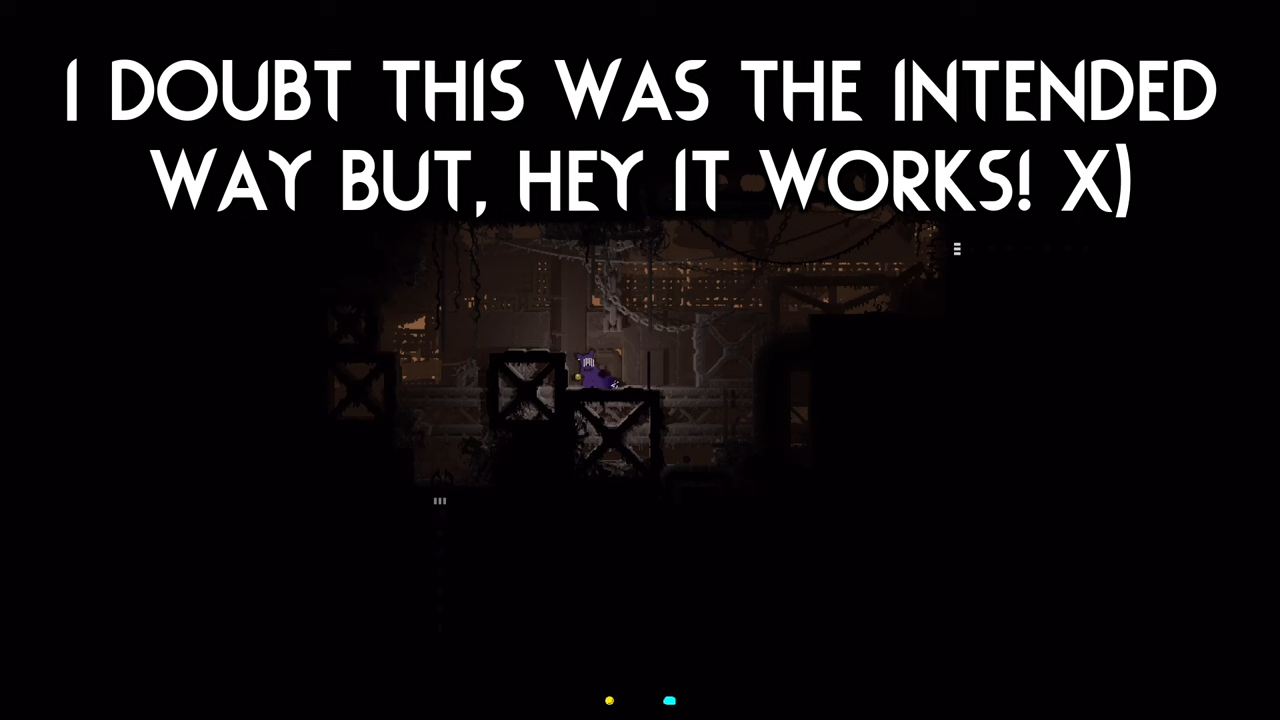 I DOUBT THIS WAS THE INTENDED
WAY BUT, HEY IT WORKS! X)